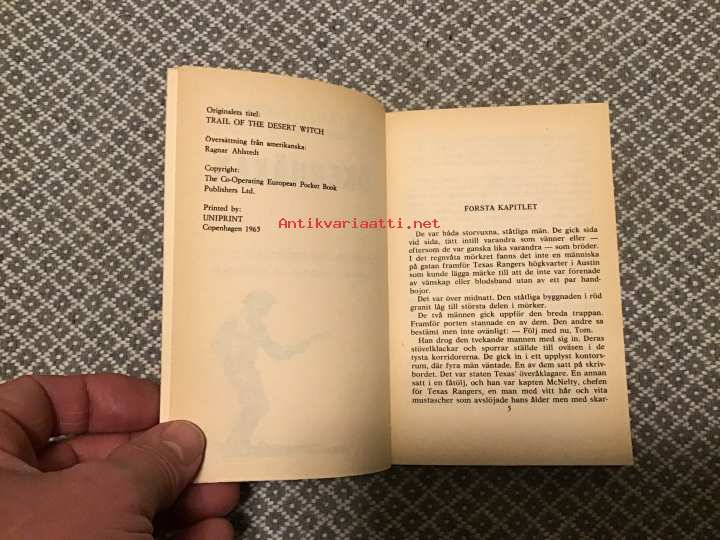 Originalets titel:
TRAIL OF THE DESERT WITCH
Översättning från amerikanska:
Ragnar Ahlstedt
Copyright:
The Co-Operating European Pocket Book
Publishers Ltd.
Printed by:
UNIPRINT
Copenhagen 1965
Antikvariaatti.net
FORSTA KAPITLET
De var båda storvuxna, ståtliga män. De gick sida
vid sida, tätt intill varandra som vänner eller —
eftersom de var ganska lika varandra — som bröder.
I det regnvåta mörkret fanns det inte en människa
på gatan framför Texas Rangers högkvarter i Austin
som kunde lägga märke till att de inte var förenade
av vänskap eller blodsband utan av ett par hand-
bojor.
Det var över midnatt. Den ståtliga byggnaden i röd
granit låg till största delen i mörker.
De två männen gick uppför den breda trappan.
Framför porten stannade en av dem. Den andre sa
bestämt men inte ovänligt: — Följ med nu, Tom.
Han drog den tvekande mannen med sig in. Deras
stövelklackar och sporrar ställde till oväsen i de
tysta korridorerna. De gick in i ett upplyst kontors-
rum, där fyra män väntade. En av dem satt på skriv-
bordet. Det var staten Texas' överåklagare. En annan
satt i en fåtölj, och han var kapten McNelty, chefen
för Texas Rangers, en man med vitt hår och vita
mustascher som avslöjade hans ålder men med skar-
5